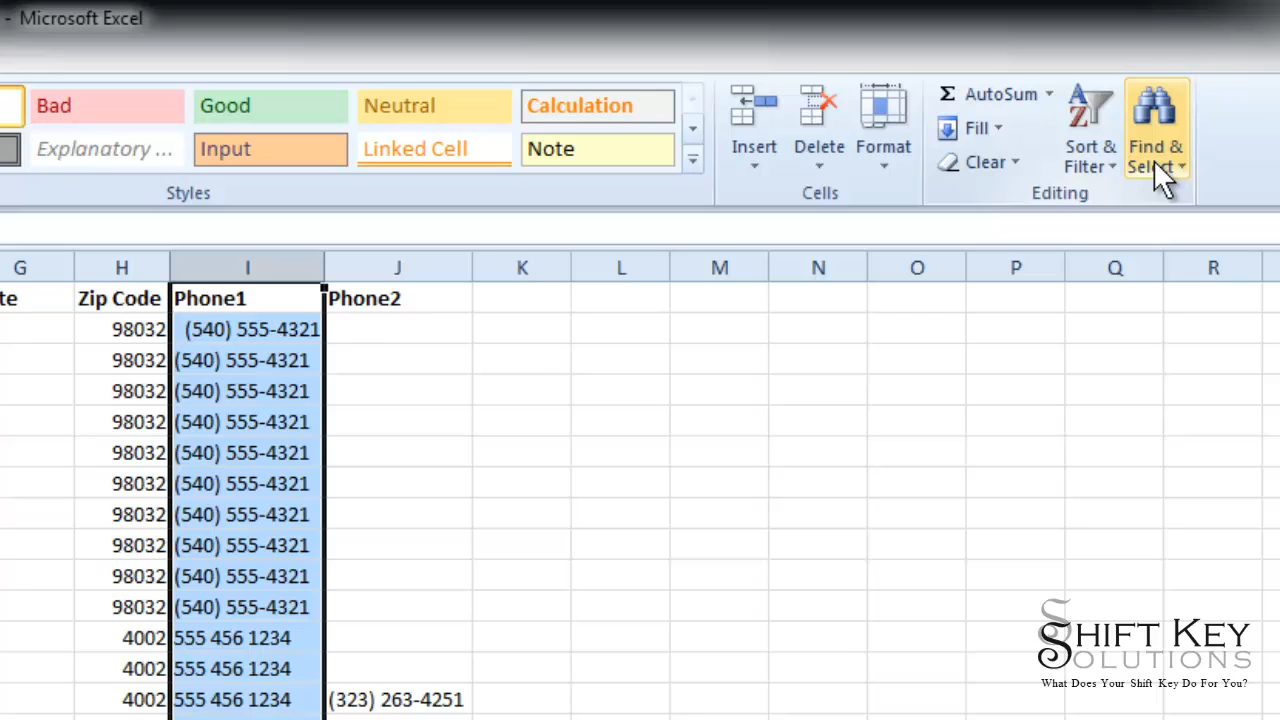 - Microsoft Excel
Bad Good Neutral Calculation
Explanatory ... Input Linked Cell Note
Styles
Insert Delete Format
Cells
AutoSum
Fill
Clear
Sort &
Filter
Find &
Select
Editing
G H I J K L M N O P Q R
te Zip Code Phone1 Phone2
98032 (540) 555-4321
98032 (540) 555-4321
98032 (540) 555-4321
98032 (540) 555-4321
98032 (540) 555-4321
98032 (540) 555-4321
98032 (540) 555-4321
98032 (540) 555-4321
98032 (540) 555-4321
98032 (540) 555-4321
4002 555 456 1234
4002 555 456 1234
4002 555 456 1234 (323) 263-4251
SHIFT KEY
SOLUTIONS
What Does Your Shift Key Do For You?